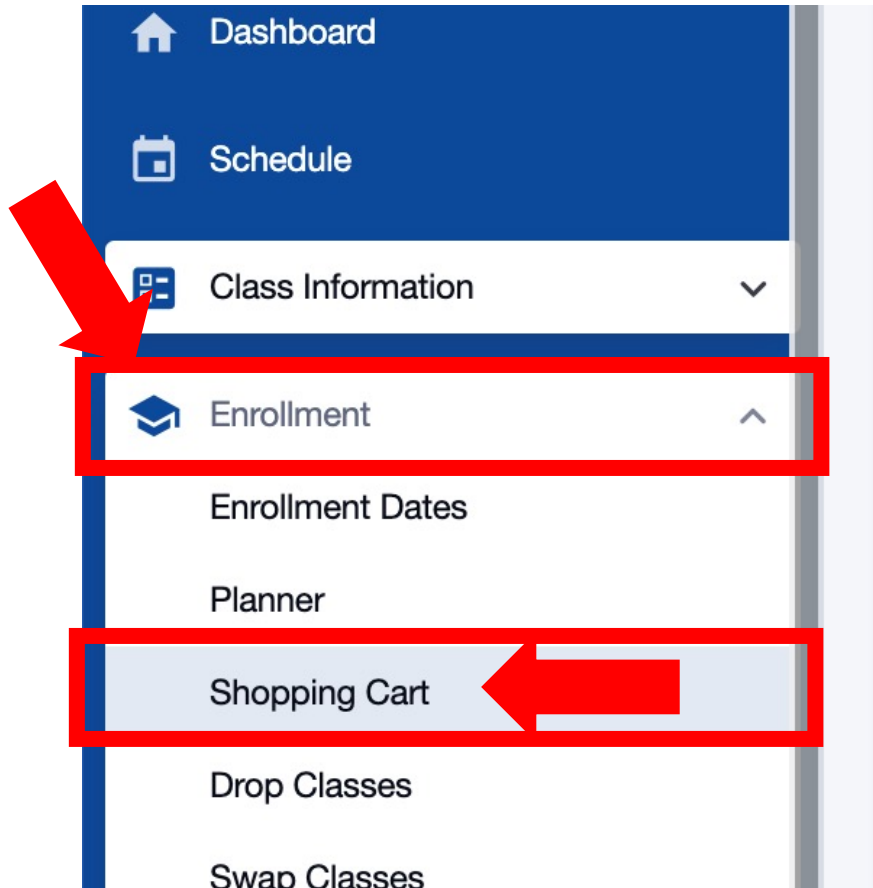 Dashboard
Schedule
Class Information
Enrollment
Enrollment Dates
Planner
Shopping Cart
Drop Classes
Swap Classes